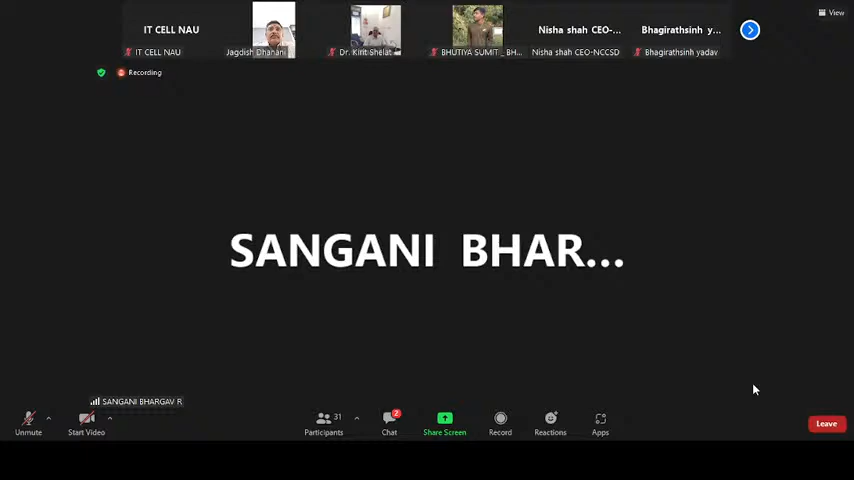 IT CELL NAU
Nisha shah CEO-...
Bhagirathsinh y...
View
IT CELL NAU
Jagdish Dhanani
Dr. Kirit Shelat
BHUTIYA SUMIT _ BH...
Nisha shah CEO-NCCSD
Bhagirathsinh yadav
Recording
SANGANI BHAR...
SANGANI BHARGAV R
31
2
Unmute
Start Video
Participants
Chat
Share Screen
Record
Reactions
Apps
Leave